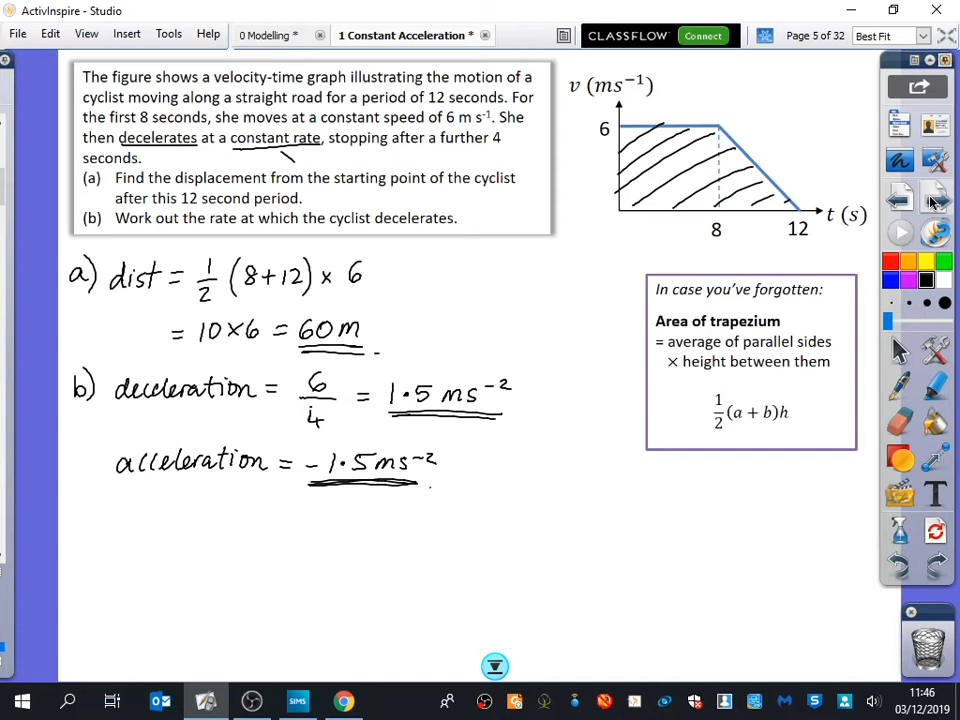 ActivInspire - Studio
File Edit View Insert Tools Help
0 Modelling *
1 Constant Acceleration *
CLASSFLOW Connect
Page 5 of 32
Best Fit
The figure shows a velocity-time graph illustrating the motion of a
cyclist moving along a straight road for a period of 12 seconds. For
the first 8 seconds, she moves at a constant speed of 6 m s⁻¹. She
then decelerates at a constant rate, stopping after a further 4
seconds.
(a) Find the displacement from the starting point of the cyclist
after this 12 second period.
(b) Work out the rate at which the cyclist decelerates.
v (ms⁻¹)
6
8
12
t (s)
a) dist = 1/2 (8+12) × 6
= 10×6 = 60m
b) decceleration = 6/4 = 1.5 ms⁻²
acceleration = -1.5ms⁻²
In case you've forgotten:
Area of trapezium
= average of parallel sides
× height between them
1/2 (a + b)h
SIMS
11:46
03/12/2019